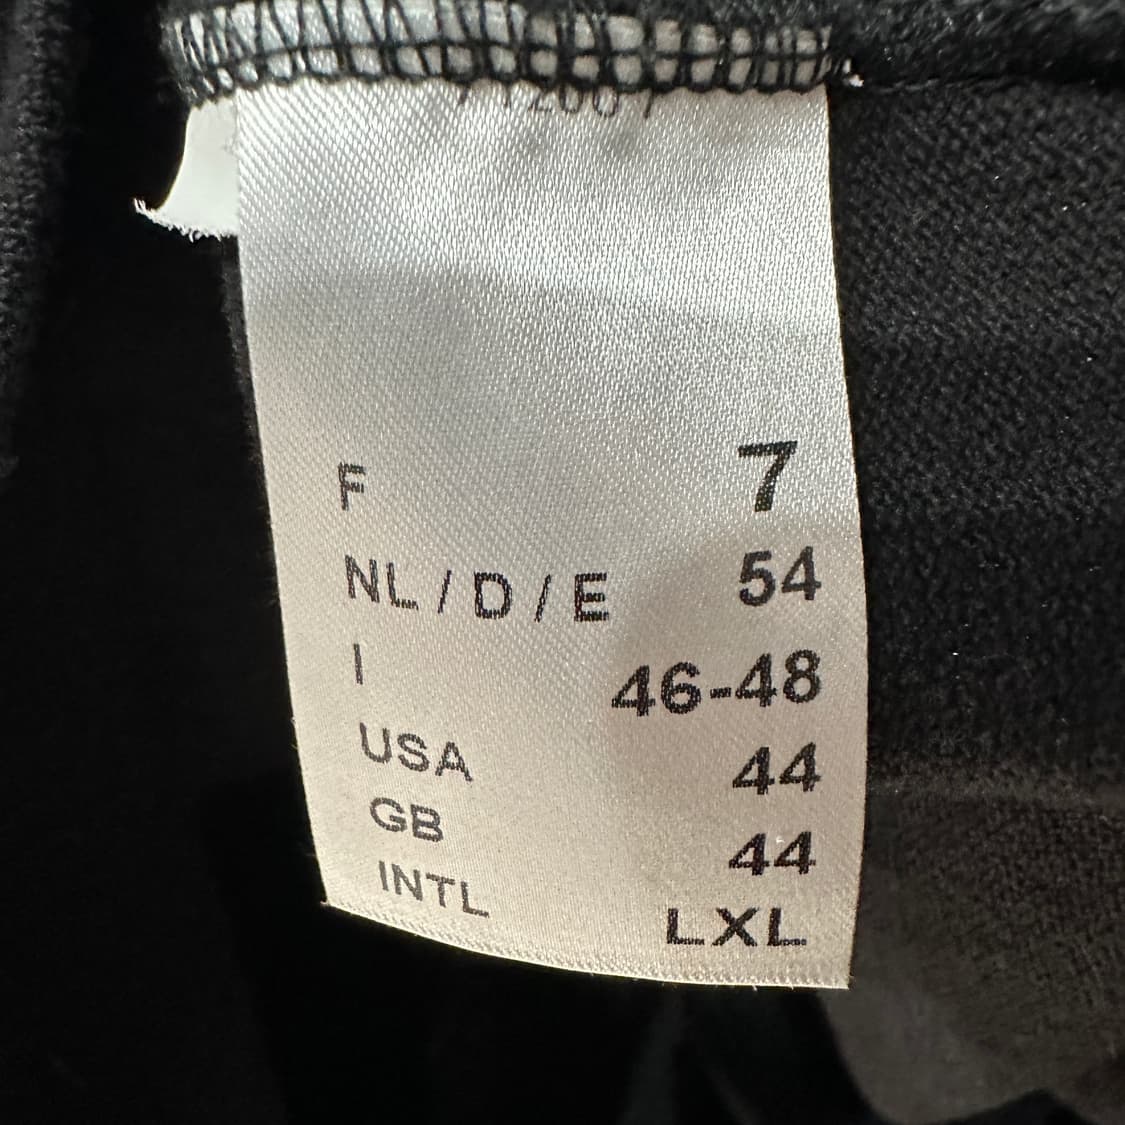 F 7
NL / D / E 54
I 46-48
USA 44
GB 44
INTL LXL